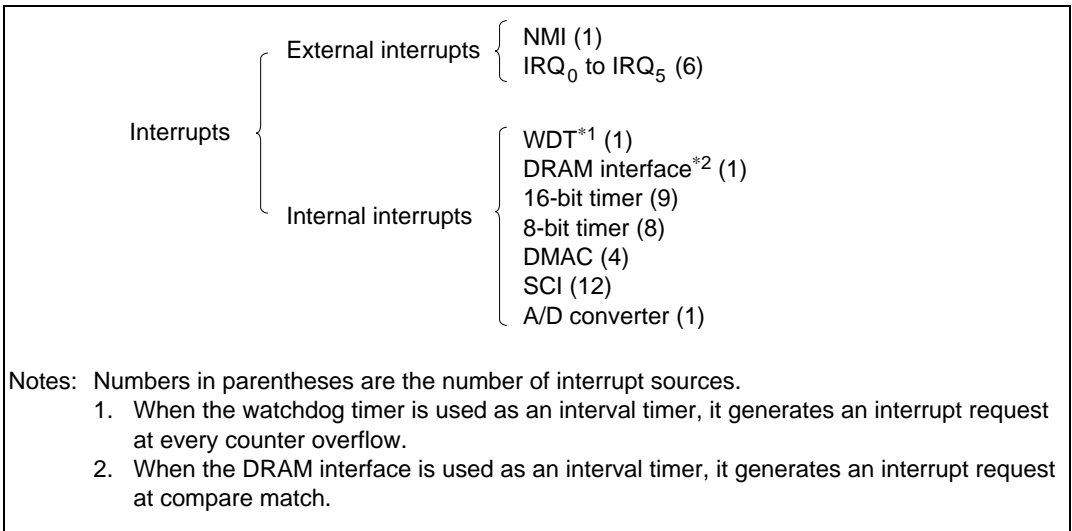 External interrupts
NMI (1)
IRQ0 to IRQ5 (6)
Interrupts
Internal interrupts
WDT*1 (1)
DRAM interface*2 (1)
16-bit timer (9)
8-bit timer (8)
DMAC (4)
SCI (12)
A/D converter (1)
Notes: Numbers in parentheses are the number of interrupt sources.
1. When the watchdog timer is used as an interval timer, it generates an interrupt request
at every counter overflow.
2. When the DRAM interface is used as an interval timer, it generates an interrupt request
at compare match.